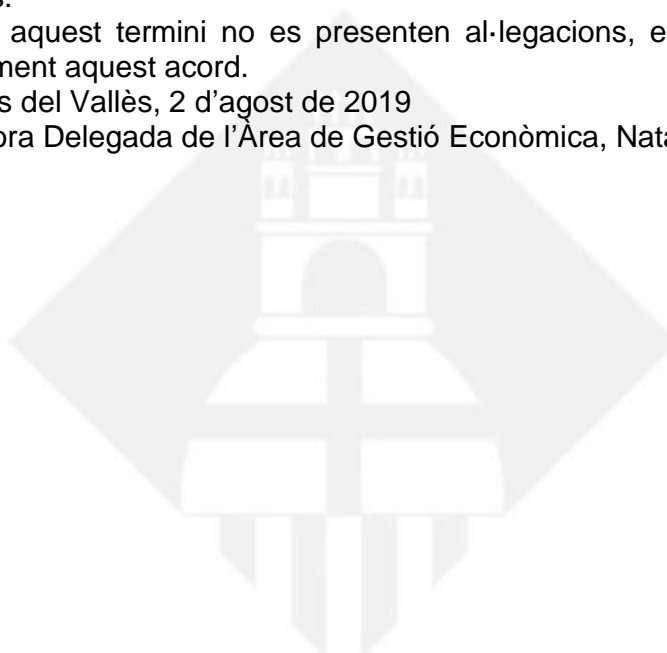 s.
aquest termini no es presenten al·legacions, e
ment aquest acord.
s del Vallès, 2 d'agost de 2019
ora Delegada de l'Àrea de Gestió Econòmica, Nata